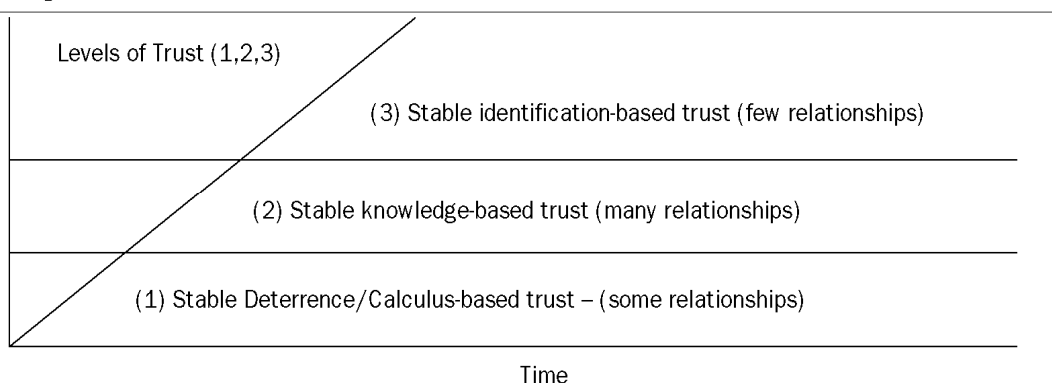 Levels of Trust (1,2,3)
(3) Stable identification-based trust (few relationships)
(2) Stable knowledge-based trust (many relationships)
(1) Stable Deterrence/Calculus-based trust – (some relationships)
Time